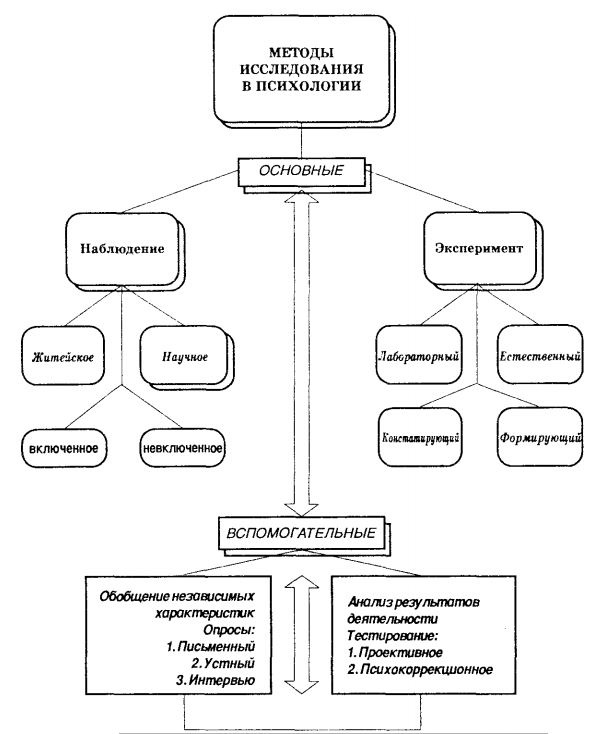 МЕТОДЫ
ИССЛЕДОВАНИЯ
В ПСИХОЛОГИИ
ОСНОВНЫЕ
Наблюдение
Эксперимент
Житейское
Научное
Лабораторный
Естественный
включенное
невключенное
Констатирующий
Формирующий
ВСПОМОГАТЕЛЬНЫЕ
Обобщение независимых
характеристик
Опросы:
1. Письменный
2. Устный
3. Интервью
Анализ результатов
деятельности
Тестирование:
1. Проективное
2. Психокоррекционное